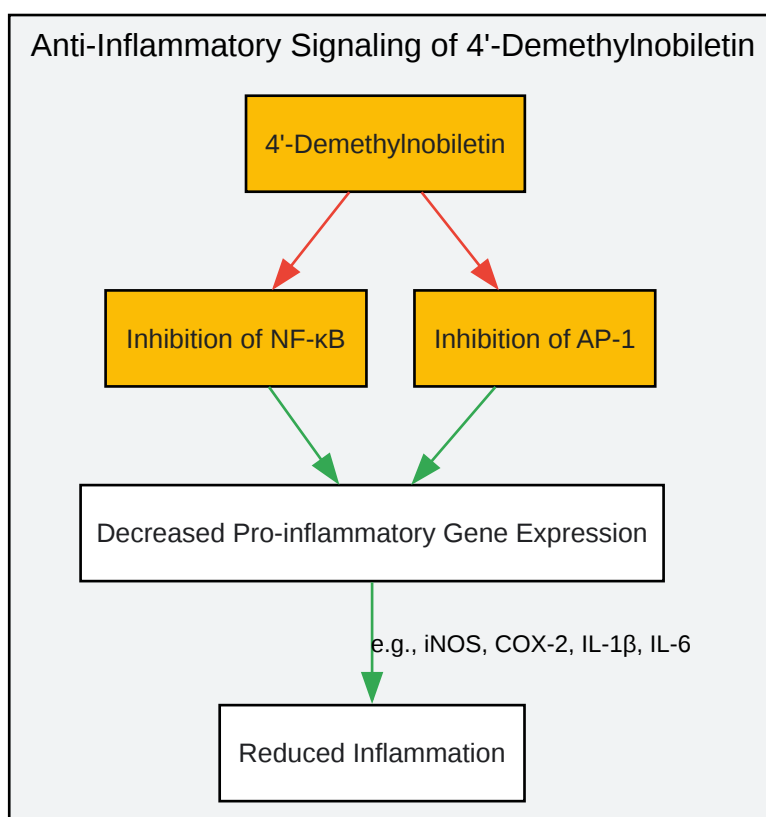 Anti-Inflammatory Signaling of 4'-Demethylnobiletin
4'-Demethylnobiletin
Inhibition of NF-κB
Inhibition of AP-1
Decreased Pro-inflammatory Gene Expression
e.g., iNOS, COX-2, IL-1β, IL-6
Reduced Inflammation